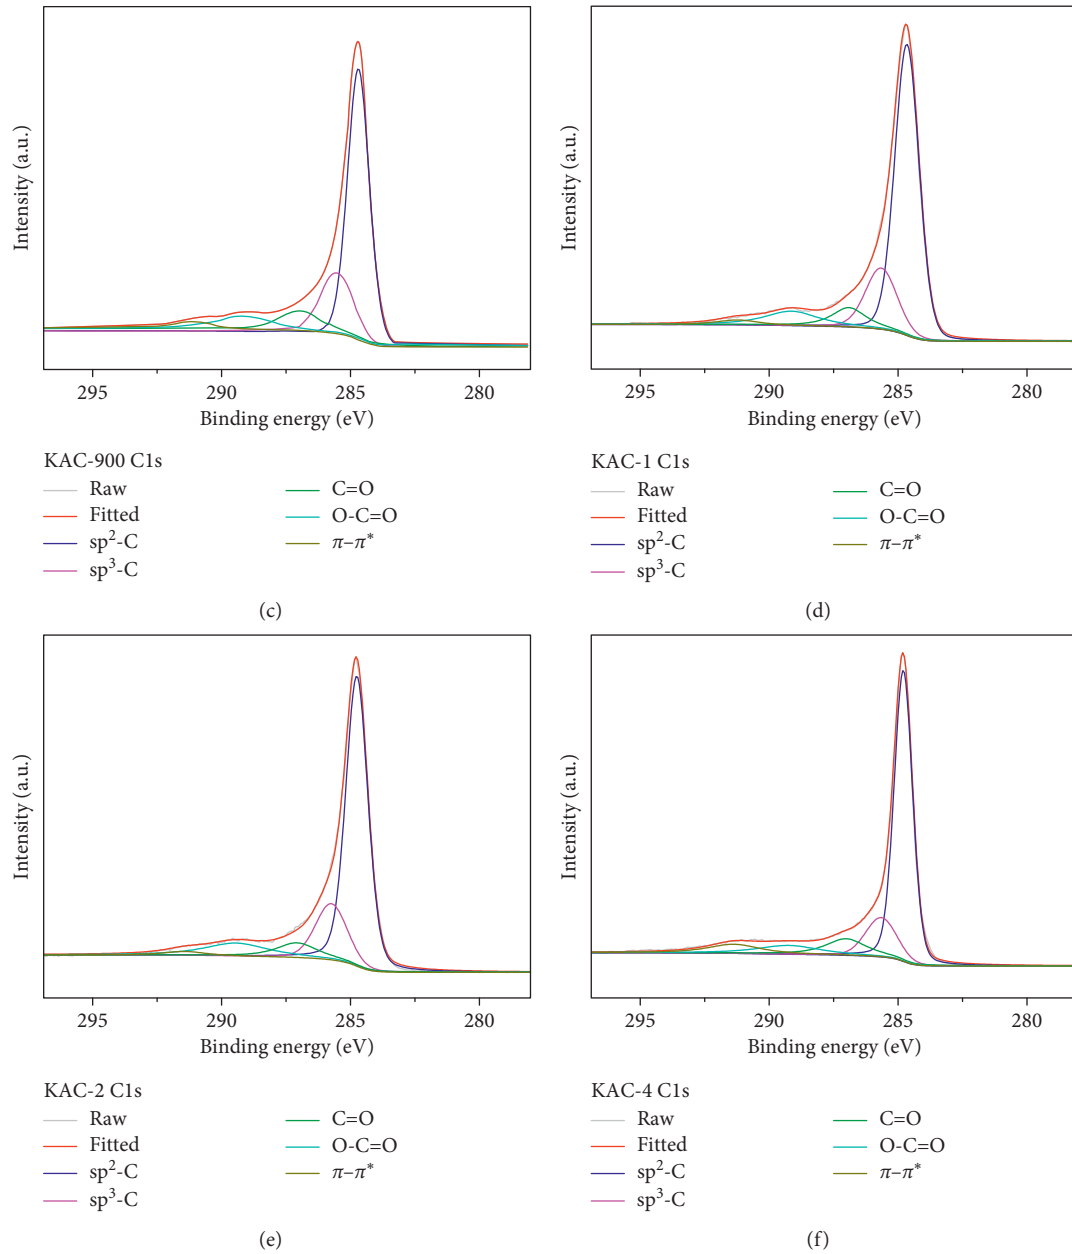 Intensity (a.u.)
295 290 285 280
Binding energy (eV)
KAC-900 C1s
Raw
Fitted
sp²-C
sp³-C
C=O
O-C=O
π–π*
(c)
Intensity (a.u.)
295 290 285 280
Binding energy (eV)
KAC-1 C1s
Raw
Fitted
sp²-C
sp³-C
C=O
O-C=O
π–π*
(d)
Intensity (a.u.)
295 290 285 280
Binding energy (eV)
KAC-2 C1s
Raw
Fitted
sp²-C
sp³-C
C=O
O-C=O
π–π*
(e)
Intensity (a.u.)
295 290 285 280
Binding energy (eV)
KAC-4 C1s
Raw
Fitted
sp²-C
sp³-C
C=O
O-C=O
π–π*
(f)